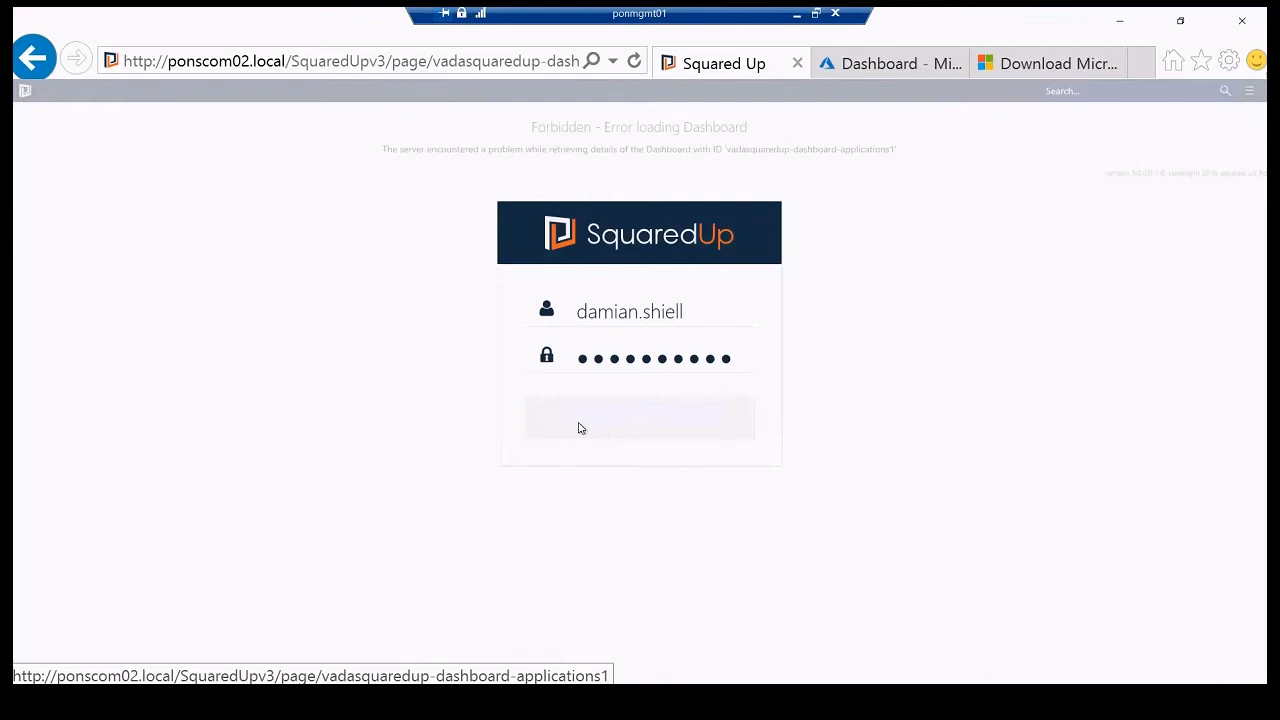 ponmgmt01
http://ponscom02.local/SquaredUpv3/page/vadasquaredup-dash
Squared Up
Dashboard - Mi...
Download Micr...
Search...
Forbidden - Error loading Dashboard
The server encountered a problem while retrieving details of the Dashboard with ID 'vadasquaredup-dashboard-applications1'
SquaredUp
damian.shiell
http://ponscom02.local/SquaredUpv3/page/vadasquaredup-dashboard-applications1